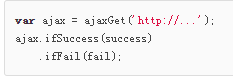 var ajax = ajaxGet('http://...');
ajax.ifSuccess(success)
    .ifFail(fail);